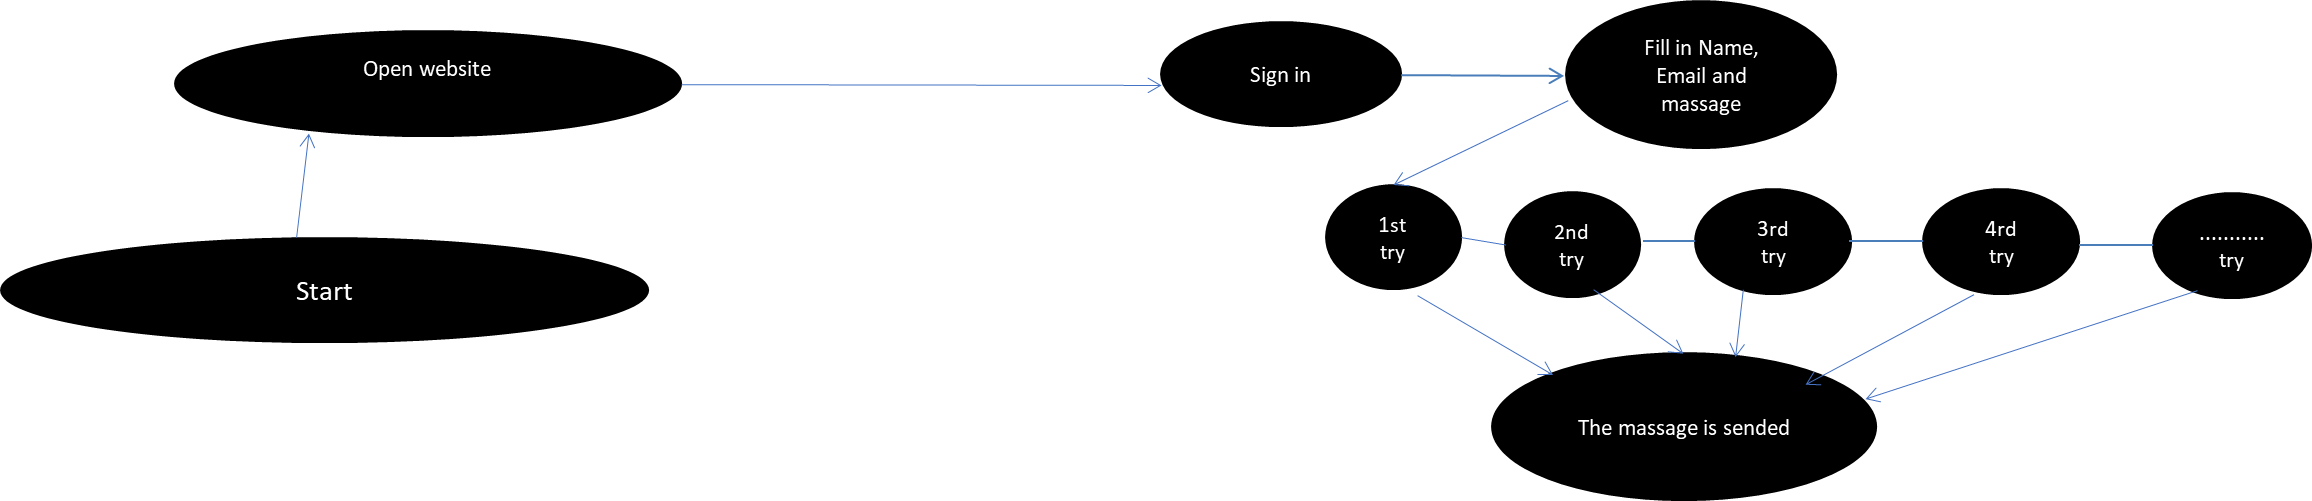 Open website
Sign in
Fill in Name,
Email and
massage
Start
1st
try
2nd
try
3rd
try
4rd
try
...........
try
The massage is sended